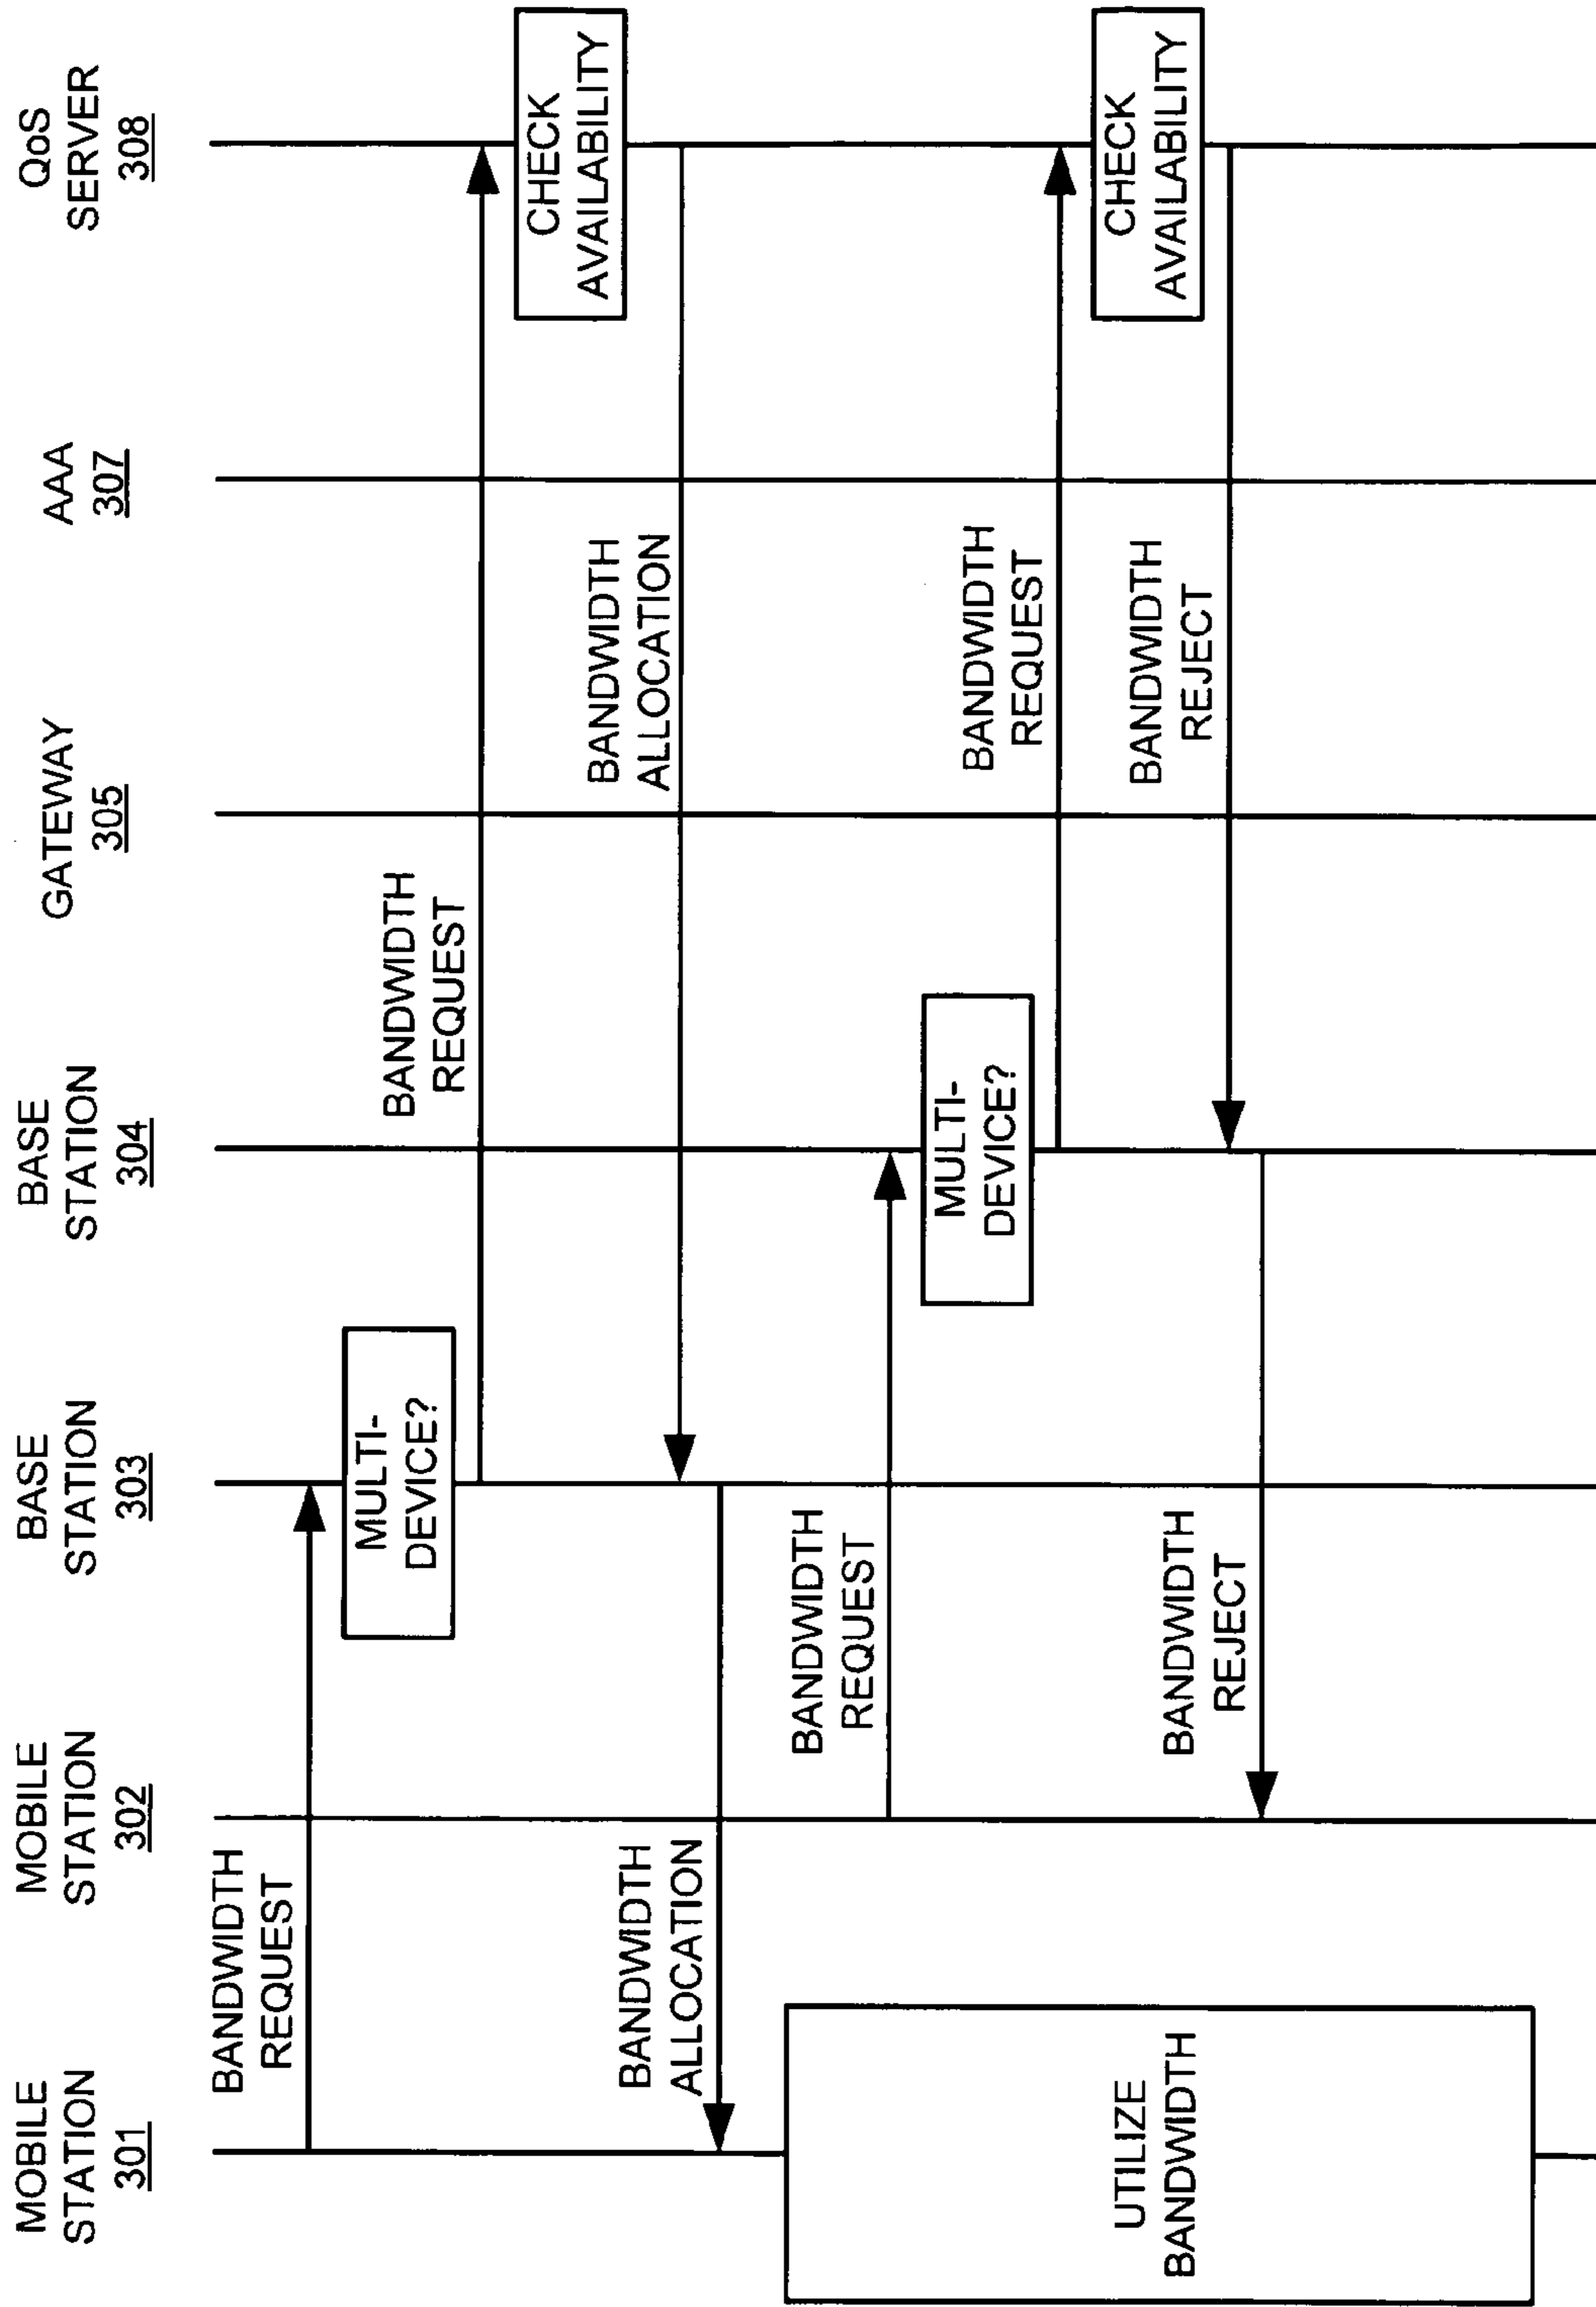 MOBILE
STATION
301
MOBILE
STATION
302
BASE
STATION
303
BASE
STATION
304
GATEWAY
305
AAA
307
QoS
SERVER
308
BANDWIDTH
REQUEST
MULTI-
DEVICE?
BANDWIDTH
REQUEST
CHECK
AVAILABILITY
BANDWIDTH
ALLOCATION
BANDWIDTH
ALLOCATION
UTILIZE
BANDWIDTH
BANDWIDTH
REQUEST
MULTI-
DEVICE?
BANDWIDTH
REQUEST
CHECK
AVAILABILITY
BANDWIDTH
REJECT
BANDWIDTH
REJECT